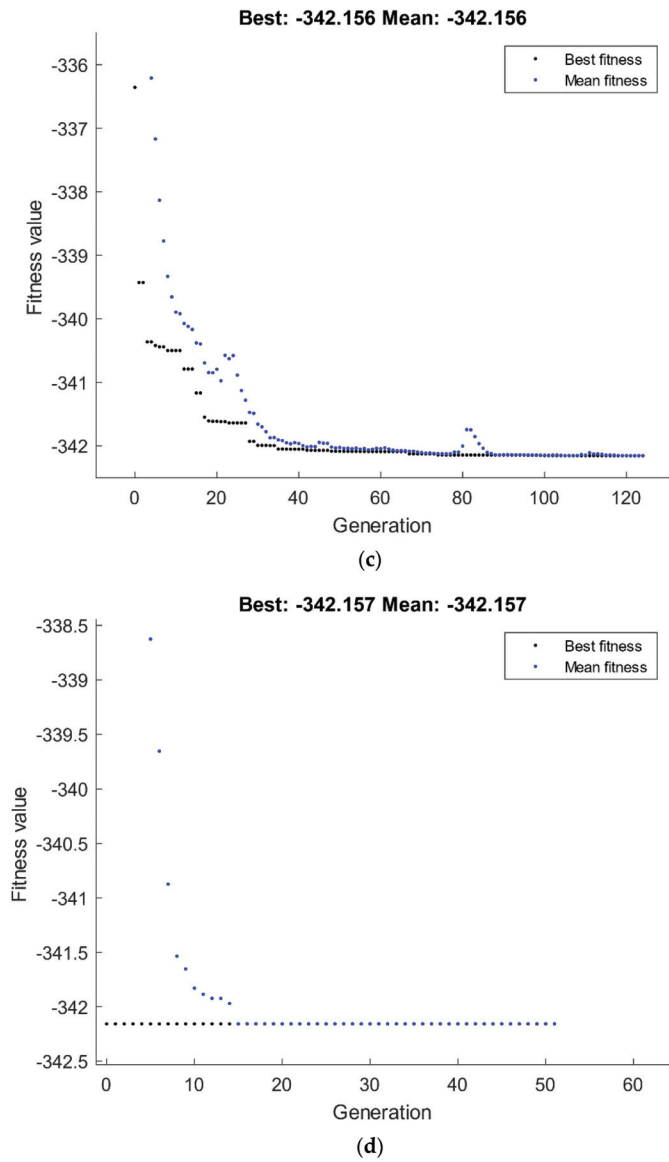 Best: -342.156 Mean: -342.156
Best fitness
Mean fitness
-336
-337
-338
-339
-340
-341
-342
Fitness value
0 20 40 60 80 100 120
Generation
(c)
Best: -342.157 Mean: -342.157
Best fitness
Mean fitness
-338.5
-339
-339.5
-340
-340.5
-341
-341.5
-342
-342.5
Fitness value
0 10 20 30 40 50 60
Generation
(d)